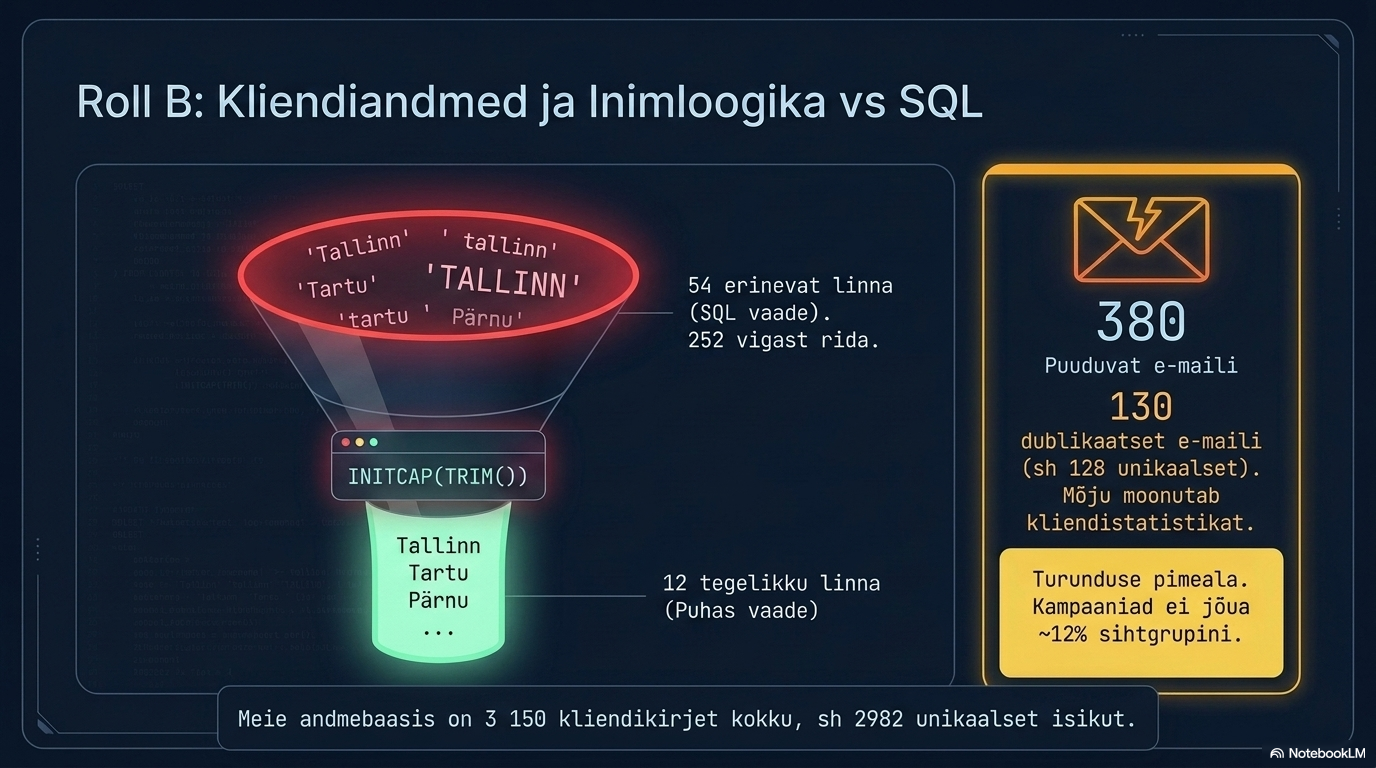 Roll B: Kliendiandmed ja Inimloogika vs SQL
'Tallinn' ' tallinn'
'Tartu' 'TALLINN'
'tartu ' Pärnu'
54 erinevat linna
(SQL vaade).
252 vigast rida.
INITCAP(TRIM())
Tallinn
Tartu
Pärnu
...
12 tegelikku linna
(Puhas vaade)
380
Puuduvat e-maili
130
dublikaatset e-maili
(sh 128 unikaalset).
Mõju moonutab
kliendistatistikat.
Turunduse pimeala.
Kampaaniad ei jõua
~12% sihtgrupini.
Meie andmebaasis on 3 150 kliendikirjet kokku, sh 2982 unikaalset isikut.
NotebookLM